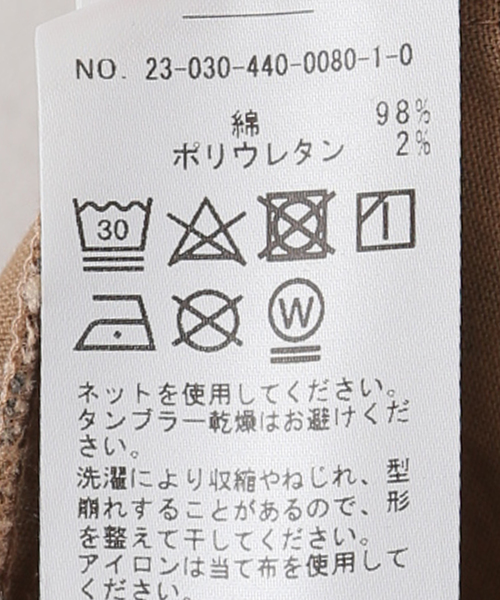 NO. 23-030-440-0080-1-0
綿 98%
ポリウレタン 2%
30
W
ネットを使用してください。
タンブラー乾燥はお避けくだ
さい。
洗濯により収縮やねじれ、型
崩れすることがあるので、形
を整えて干してください。
アイロンは当て布を使用して
ください。